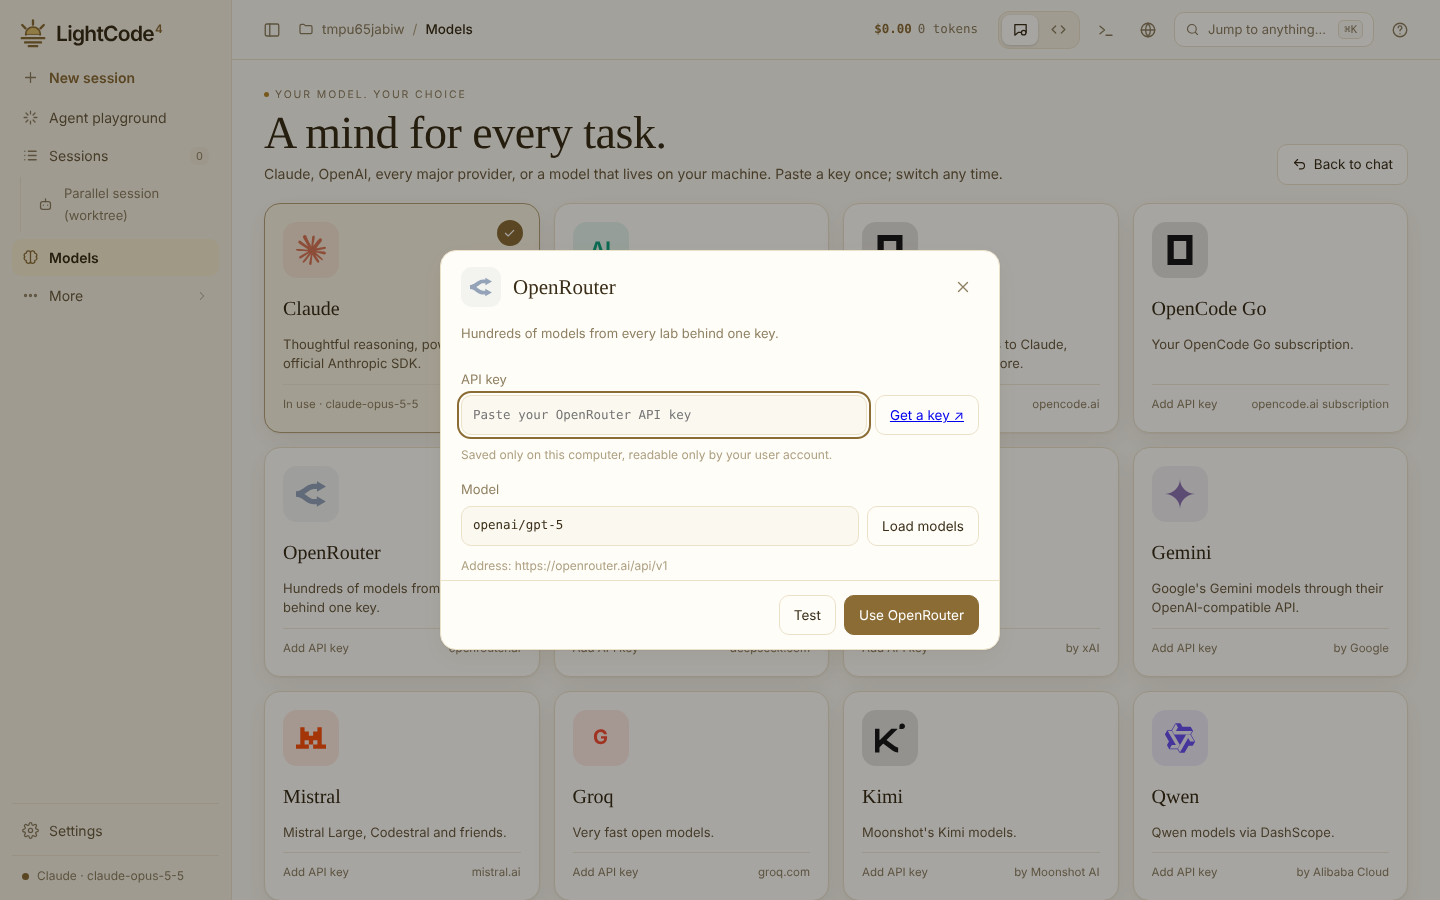 LightCode4
New session
Agent playground
Sessions 0
Parallel session
(worktree)
Models
More
Settings
Claude · claude-opus-5-5
tmpu65jabiw / Models
$0.00 0 tokens
Jump to anything... ⌘K
YOUR MODEL. YOUR CHOICE
A mind for every task.
Claude, OpenAI, every major provider, or a model that lives on your machine. Paste a key once; switch any time.
Back to chat
Claude
Thoughtful reasoning,
official Anthropic SDK.
In use · claude-opus-5-5
to Claude,
opencode.ai
OpenCode Go
Your OpenCode Go subscription.
Add API key opencode.ai subscription
OpenRouter
Hundreds of models from every lab behind one key.
API key
Paste your OpenRouter API key
Get a key ↗
Saved only on this computer, readable only by your user account.
Model
openai/gpt-5
Load models
Address: https://openrouter.ai/api/v1
Test
Use OpenRouter
OpenRouter
Hundreds of models from
behind one key.
Add API key
by xAI
Gemini
Google's Gemini models through their
OpenAI-compatible API.
Add API key by Google
Mistral
Mistral Large, Codestral and friends.
Add API key mistral.ai
G
Groq
Very fast open models.
Add API key groq.com
Kimi
Moonshot's Kimi models.
Add API key by Moonshot AI
Qwen
Qwen models via DashScope.
Add API key by Alibaba Cloud